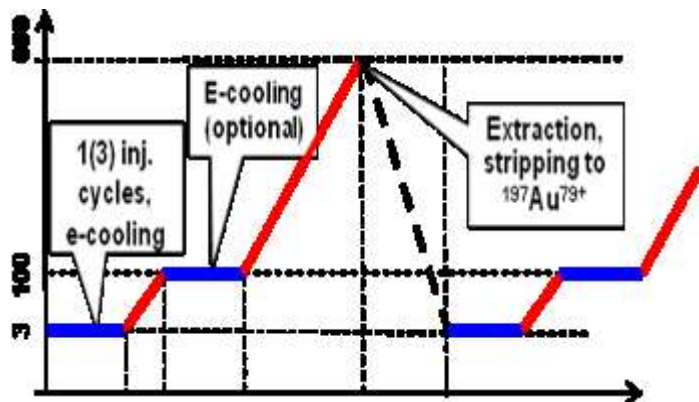 E-cooling
(optional)
1(3) inj.
cycles,
e-cooling
Extraction,
stripping to
¹⁹⁷Au⁷⁹⁺
100
3